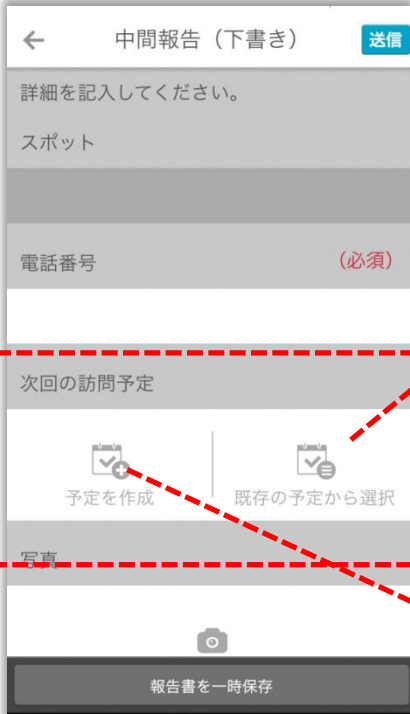 中間報告（下書き）
送信
詳細を記入してください。
スポット
電話番号
（必須）
次回の訪問予定
予定を作成
既存の予定から選択
写真
報告書を一時保存